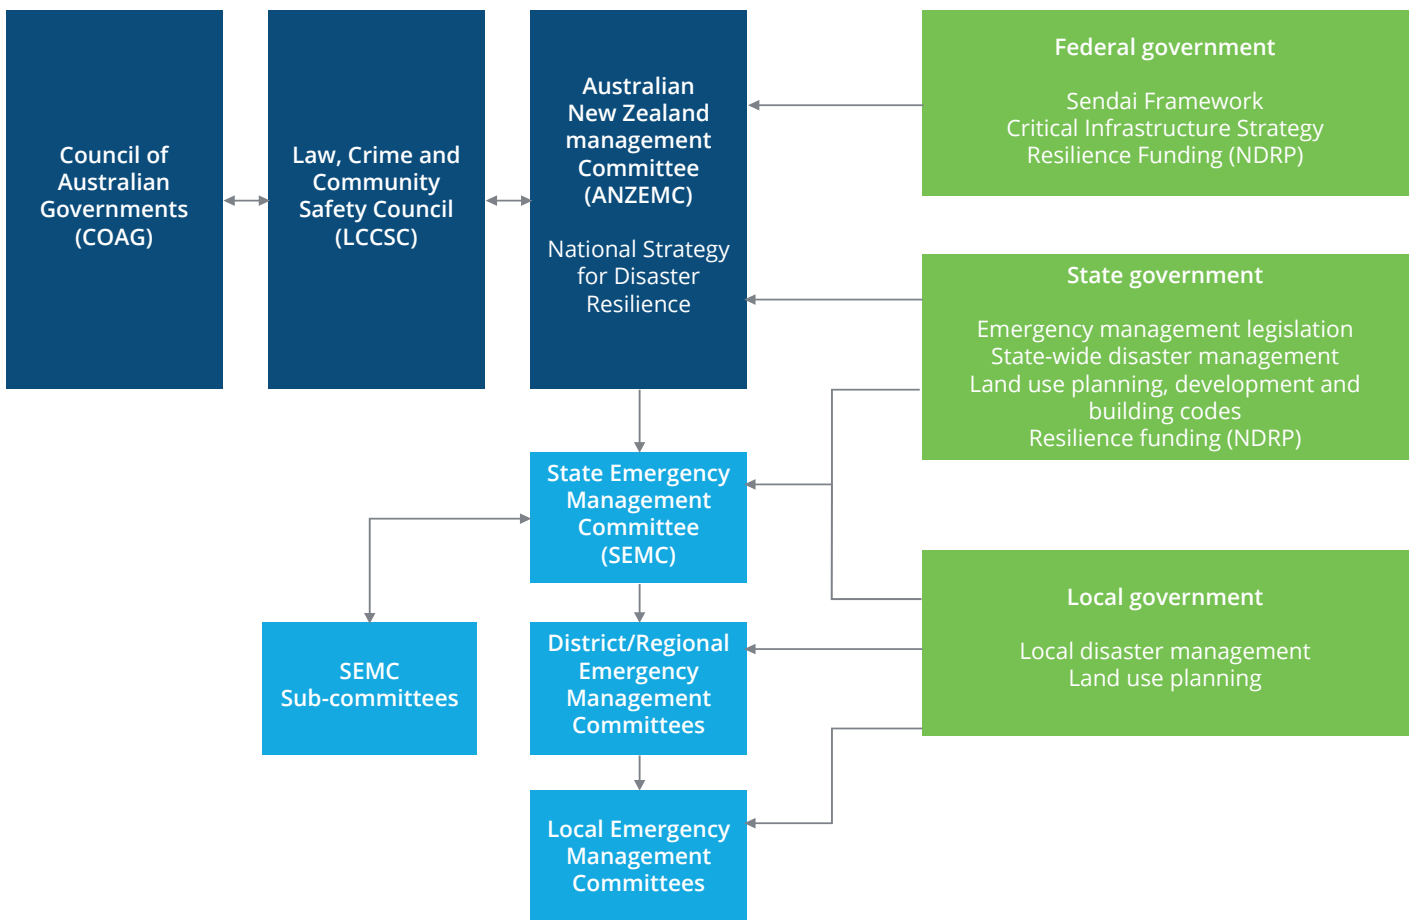 Council of
Australian
Governments
(COAG)
Law, Crime and
Community
Safety Council
(LCCSC)
Australian
New Zealand
management
Committee
(ANZEMC)
National Strategy
for Disaster
Resilience
Federal government
Sendai Framework
Critical Infrastructure Strategy
Resilience Funding (NDRP)
State government
Emergency management legislation
State-wide disaster management
Land use planning, development and
building codes
Resilience funding (NDRP)
State Emergency
Management
Committee
(SEMC)
Local government
Local disaster management
Land use planning
SEMC
Sub-committees
District/Regional
Emergency
Management
Committees
Local Emergency
Management
Committees